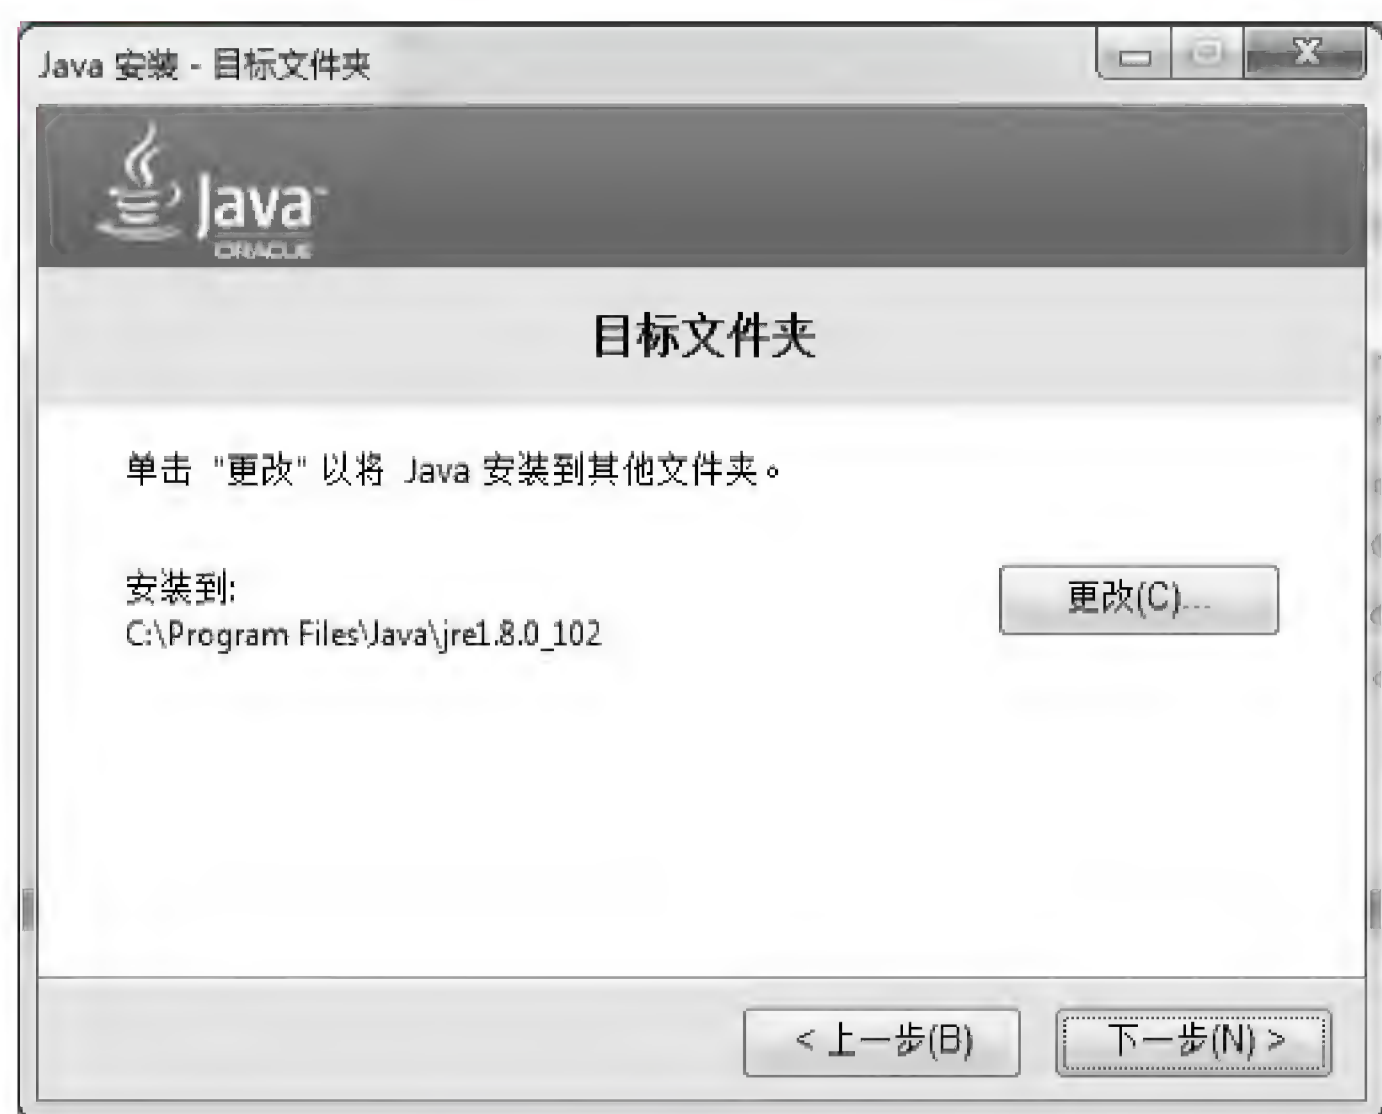 Java 安装 - 目标文件夹
Java
ORACLE
目标文件夹
单击 "更改" 以将 Java 安装到其他文件夹。
安装到:
更改(C)...
C:\Program Files\Java\jre1.8.0_102
< 上一步(B)
下一步(N) >